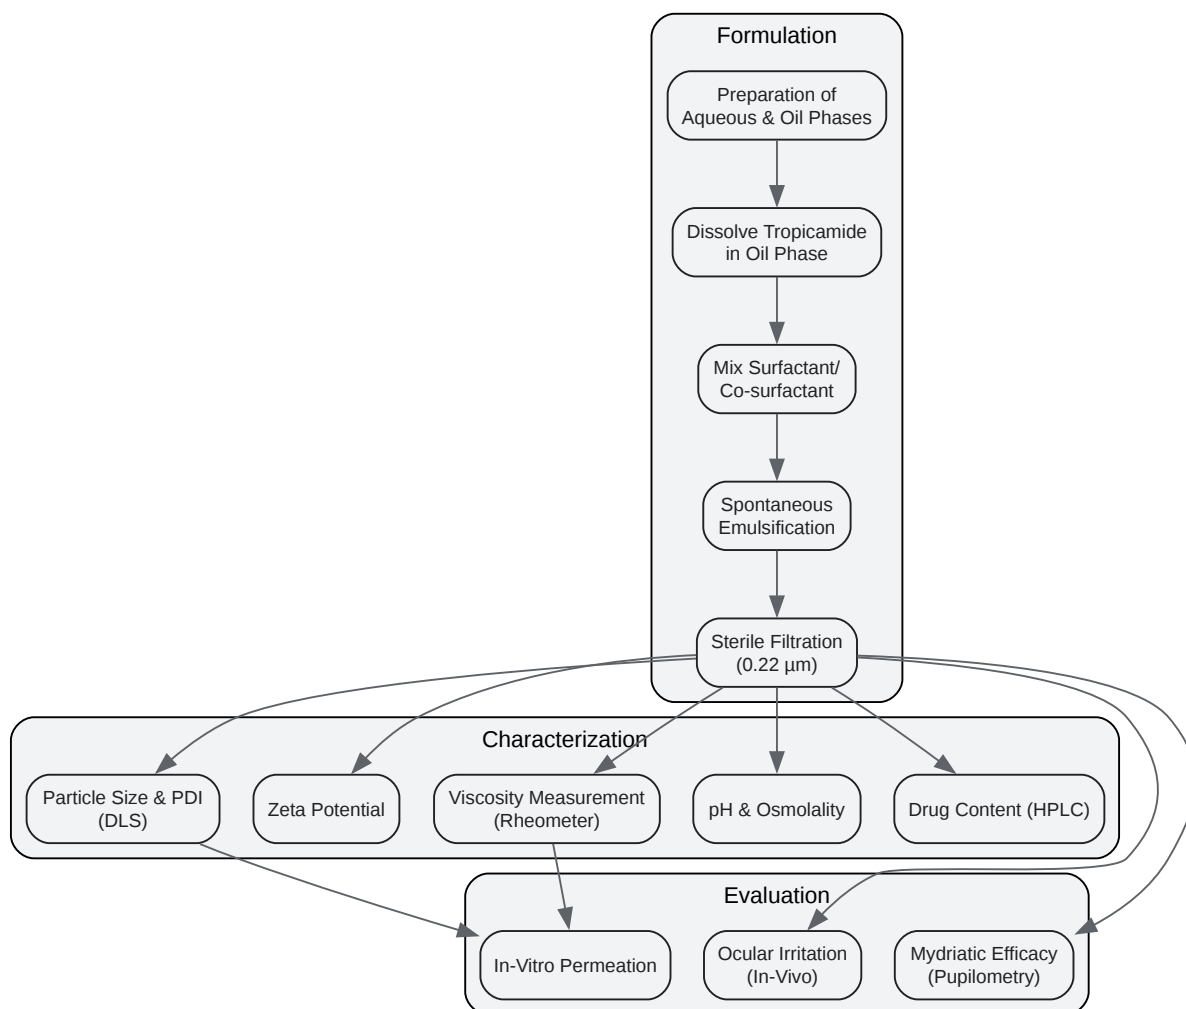 Formulation
Preparation of
Aqueous & Oil Phases
Dissolve Tropicamide
in Oil Phase
Mix Surfactant/
Co-surfactant
Spontaneous
Emulsification
Sterile Filtration
(0.22 µm)
Characterization
Particle Size & PDI
(DLS)
Zeta Potential
Viscosity Measurement
(Rheometer)
pH & Osmolality
Drug Content (HPLC)
Evaluation
In-Vitro Permeation
Ocular Irritation
(In-Vivo)
Mydriatic Efficacy
(Pupilometry)